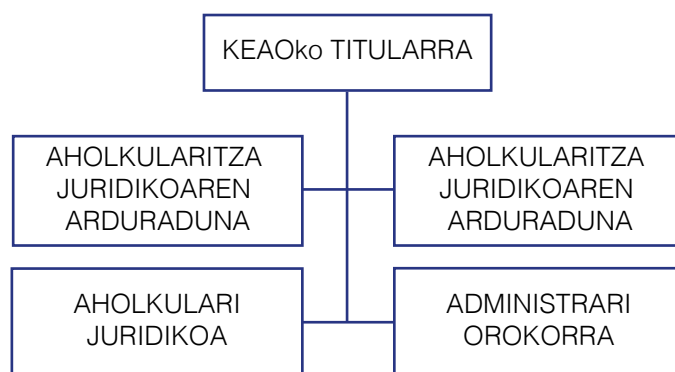 KEAOko TITULARRA
AHOLKULARITZA
JURIDIKOAREN
ARDURADUNA
AHOLKULARITZA
JURIDIKOAREN
ARDURADUNA
AHOLKULARI
JURIDIKOA
ADMINISTRARI
OROKORRA